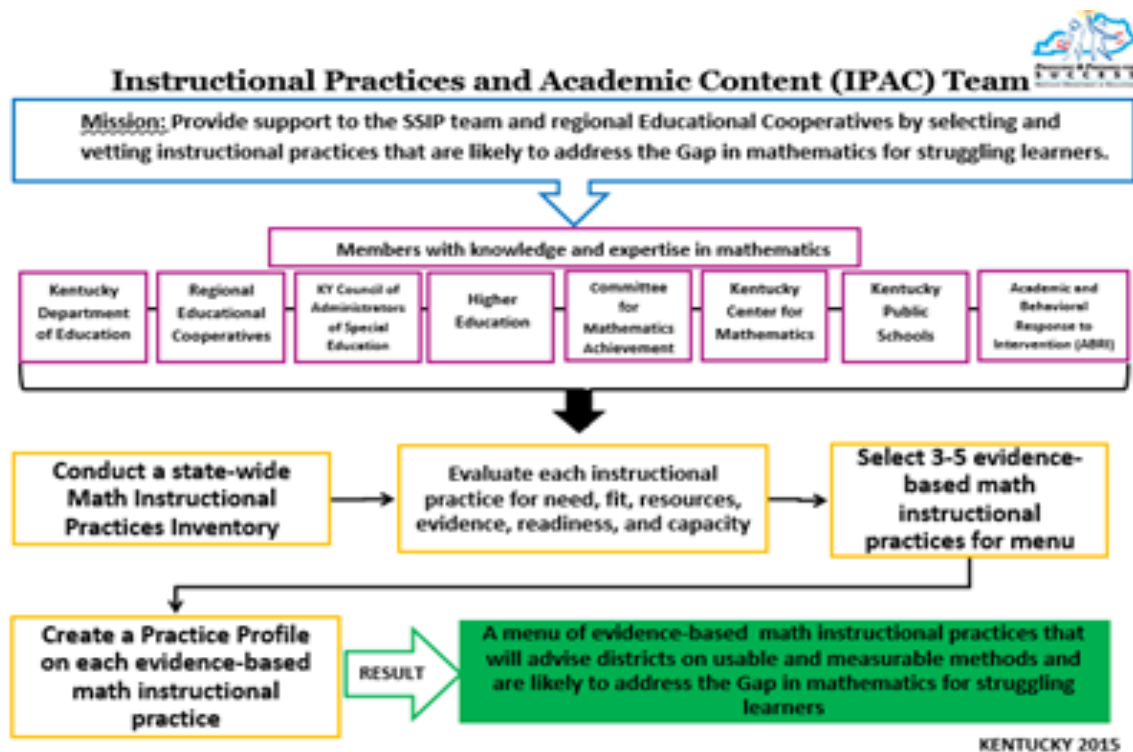 SUCCESS
Instructional Practices and Academic Content (IPAC) Team
Mission: Provide support to the SSIP team and regional Educational Cooperatives by selecting and
vetting instructional practices that are likely to address the Gap in mathematics for struggling learners.
Members with knowledge and expertise in mathematics
Kentucky
Department
of Education
Regional
Educational
Cooperatives
KY Council of
Administrators
of Special
Education
Higher
Education
Committee
for
Mathematics
Achievement
Kentucky
Center for
Mathematics
Kentucky
Public
Schools
Academic and
Behavioral
Response to
Intervention (ABRI)
Conduct a state-wide
Math Instructional
Practices Inventory
Evaluate each instructional
practice for need, fit, resources,
evidence, readiness, and capacity
Select 3-5 evidence-
based math
instructional
practices for menu
Create a Practice Profile
on each evidence-based
math instructional
practice
RESULT
A menu of evidence-based math instructional practices that
will advise districts on usable and measurable methods and
are likely to address the Gap in mathematics for struggling
learners
KENTUCKY 2015